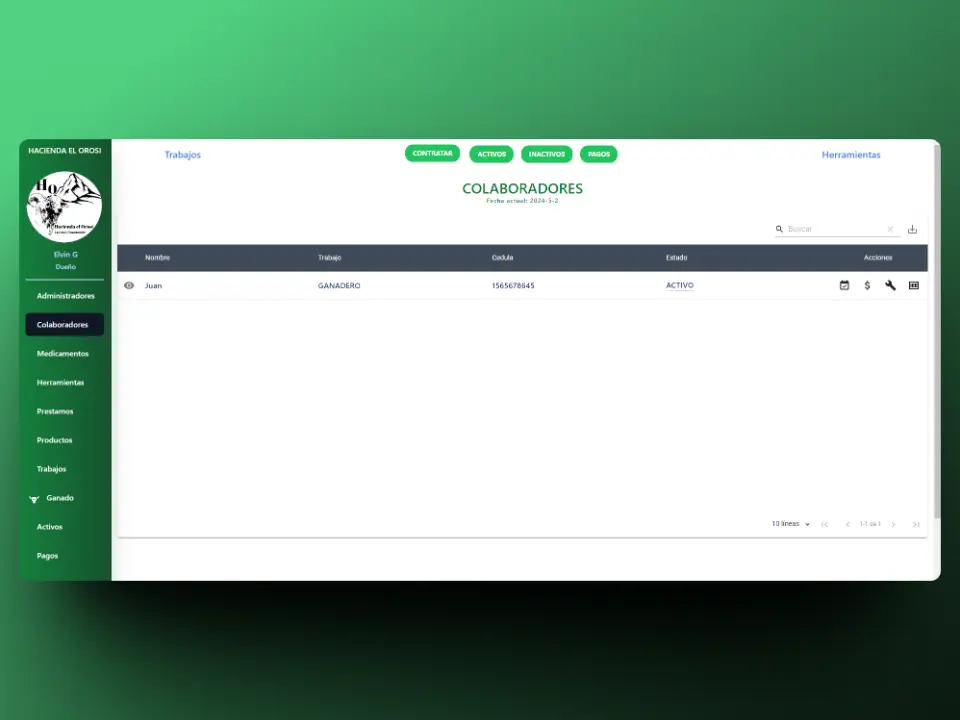 HACIENDA EL OROSI
HO
Hacienda el Orosi
Elvin G
Dueño
Administradores
Colaboradores
Medicamentos
Herramientas
Prestamos
Productos
Trabajos
Ganado
Activos
Pagos
Trabajos
CONTRATAR
ACTIVOS
INACTIVOS
PAGOS
Herramientas
COLABORADORES
Fecha actual: 2024-5-2
Buscar
Nombre Trabajo Cedula Estado Acciones
Juan GANADERO 1565678645 ACTIVO
10 lineas 1-1 de 1